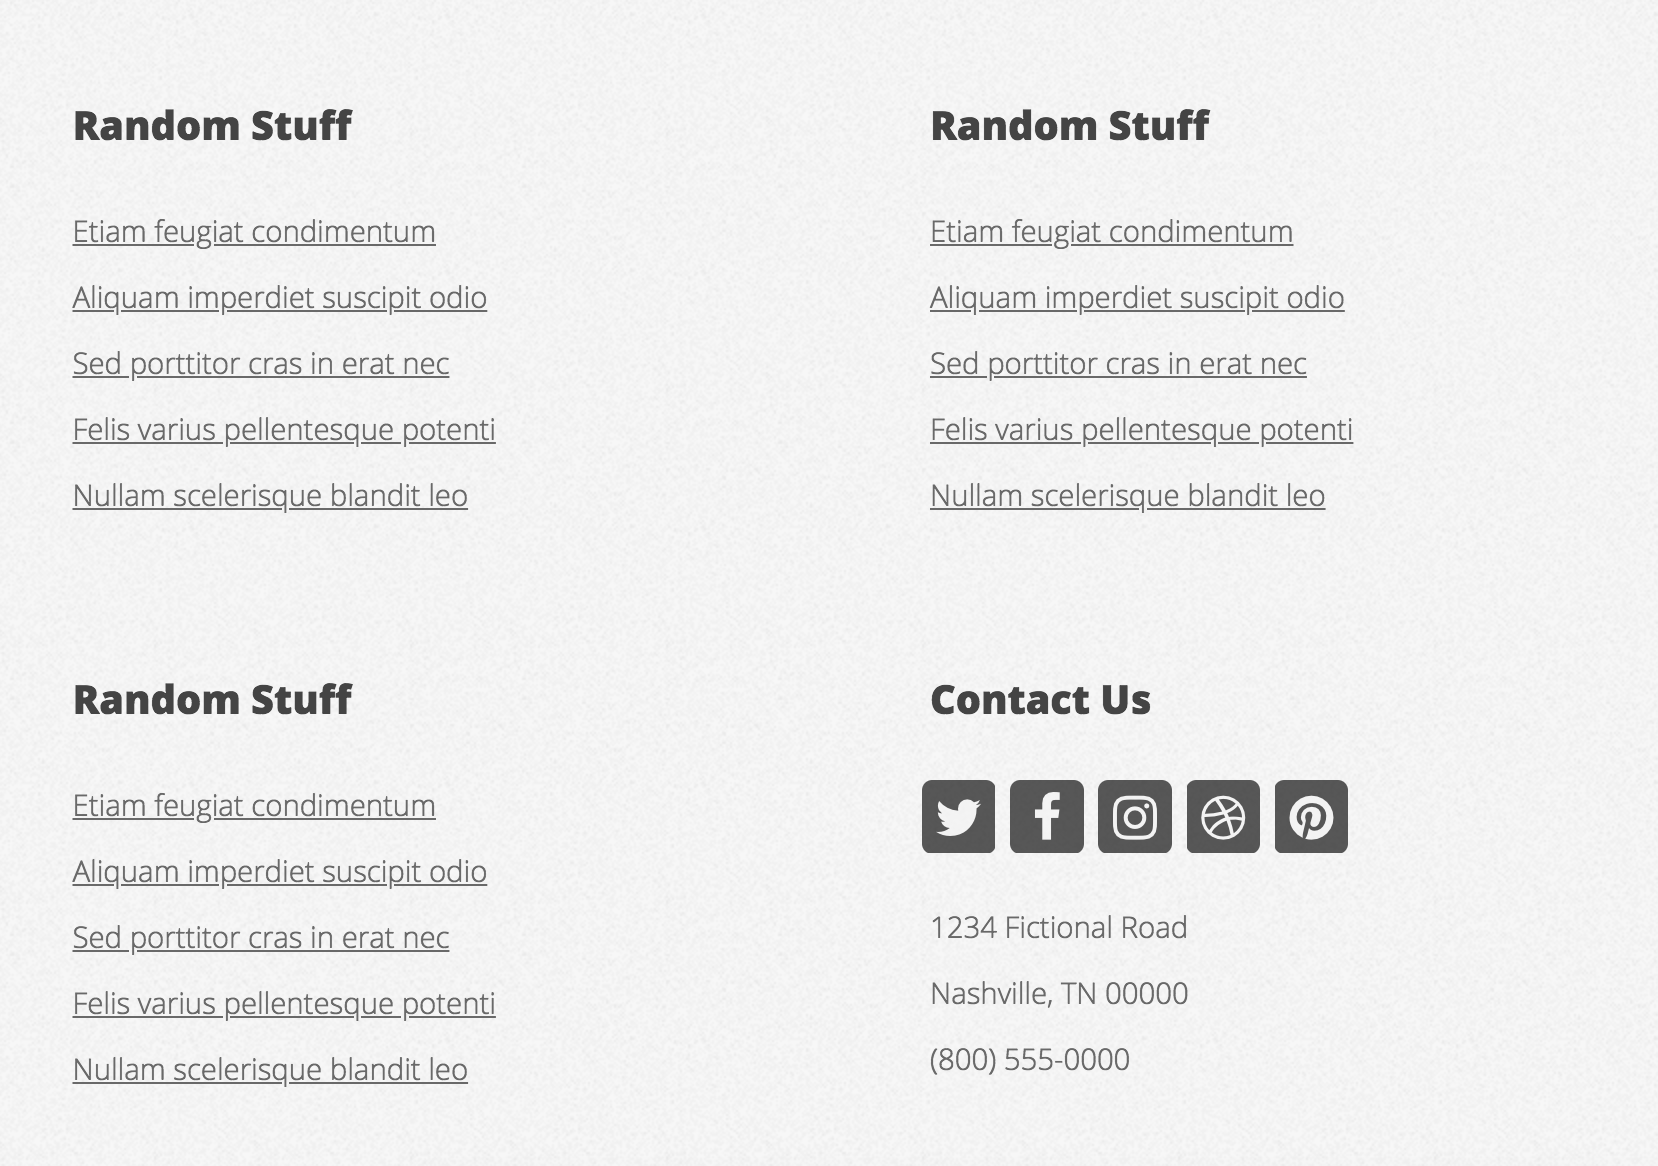 Random Stuff
Etiam feugiat condimentum
Aliquam imperdiet suscipit odio
Sed porttitor cras in erat nec
Felis varius pellentesque potenti
Nullam scelerisque blandit leo
Random Stuff
Etiam feugiat condimentum
Aliquam imperdiet suscipit odio
Sed porttitor cras in erat nec
Felis varius pellentesque potenti
Nullam scelerisque blandit leo
Random Stuff
Etiam feugiat condimentum
Aliquam imperdiet suscipit odio
Sed porttitor cras in erat nec
Felis varius pellentesque potenti
Nullam scelerisque blandit leo
Contact Us
1234 Fictional Road
Nashville, TN 00000
(800) 555-0000